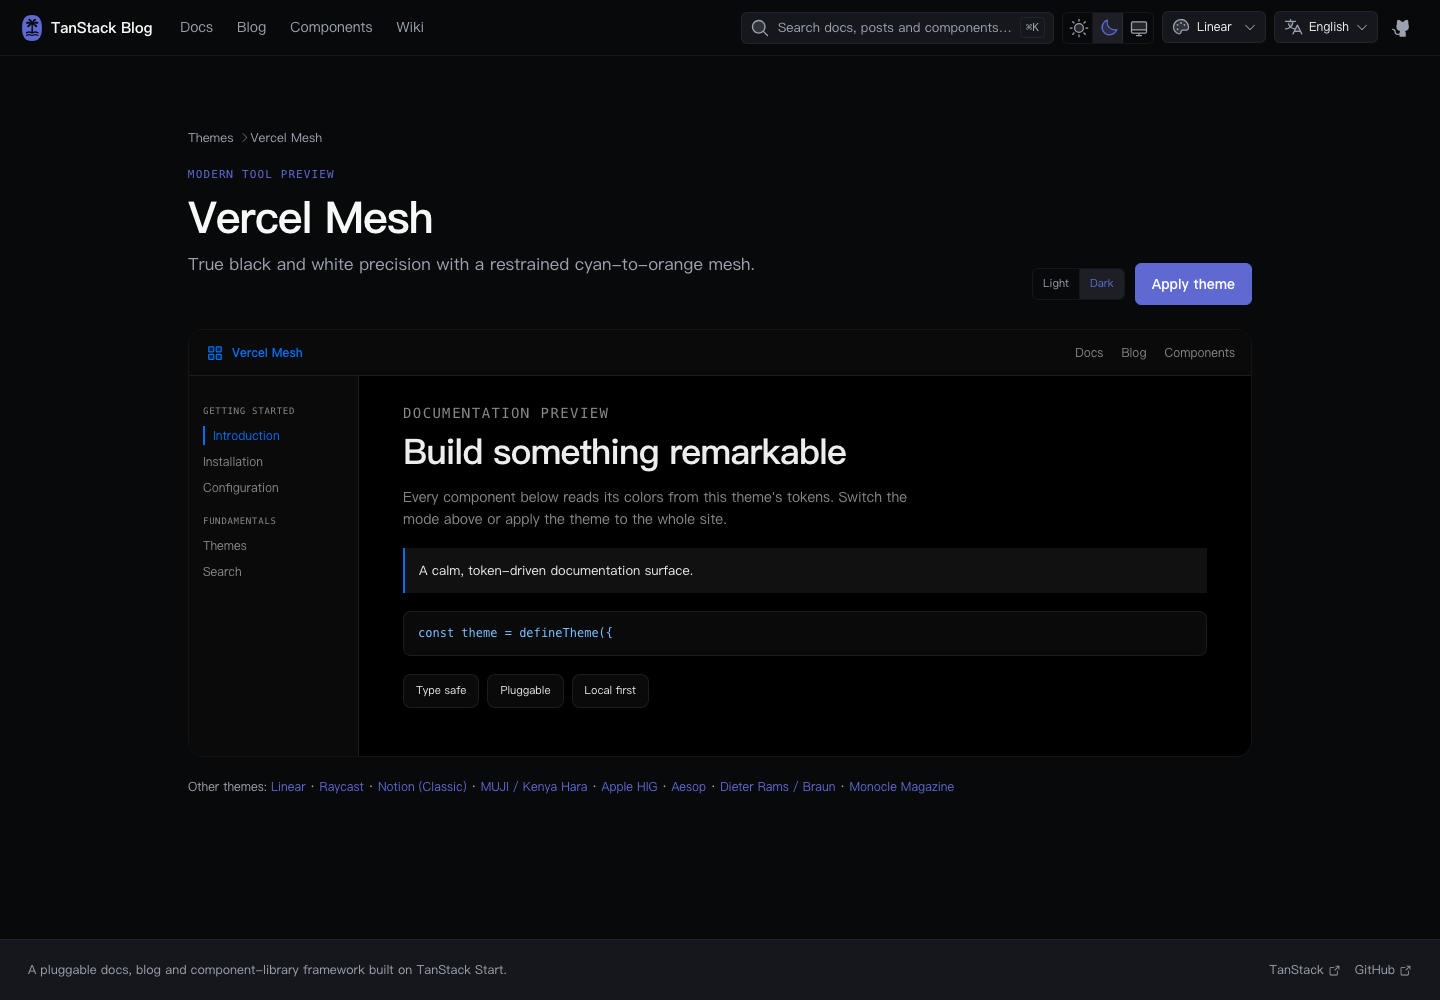 TanStack Blog
Docs
Blog
Components
Wiki
Search docs, posts and components...
⌘K
Linear
English
Themes > Vercel Mesh
MODERN TOOL PREVIEW
Vercel Mesh
True black and white precision with a restrained cyan-to-orange mesh.
Light
Dark
Apply theme
Vercel Mesh
Docs
Blog
Components
GETTING STARTED
Introduction
Installation
Configuration
FUNDAMENTALS
Themes
Search
DOCUMENTATION PREVIEW
Build something remarkable
Every component below reads its colors from this theme's tokens. Switch the
mode above or apply the theme to the whole site.
A calm, token-driven documentation surface.
const theme = defineTheme({
Type safe
Pluggable
Local first
Other themes: Linear · Raycast · Notion (Classic) · MUJI / Kenya Hara · Apple HIG · Aesop · Dieter Rams / Braun · Monocle Magazine
A pluggable docs, blog and component-library framework built on TanStack Start.
TanStack
GitHub